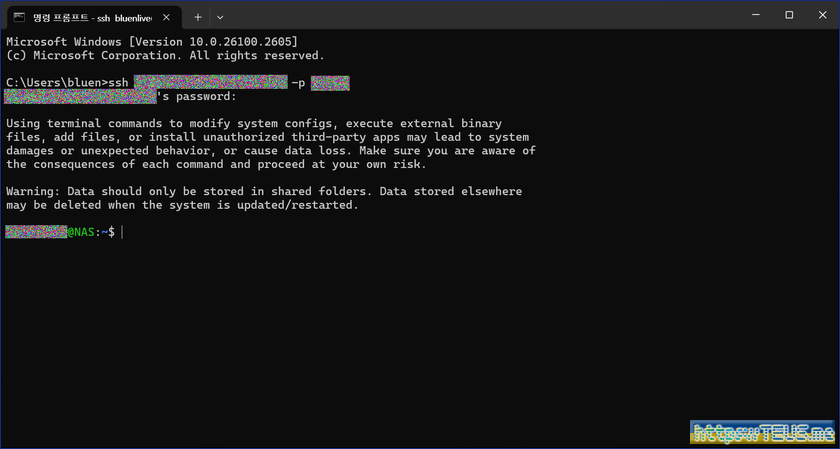 명령 프롬프트 - ssh bluenlive
Microsoft Windows [Version 10.0.26100.2605]
(c) Microsoft Corporation. All rights reserved.
C:\Users\bluen>ssh -p
's password:
Using terminal commands to modify system configs, execute external binary
files, add files, or install unauthorized third-party apps may lead to system
damages or unexpected behavior, or cause data loss. Make sure you are aware of
the consequences of each command and proceed at your own risk.
Warning: Data should only be stored in shared folders. Data stored elsewhere
may be deleted when the system is updated/restarted.
@NAS:~$
https://TEUS.me